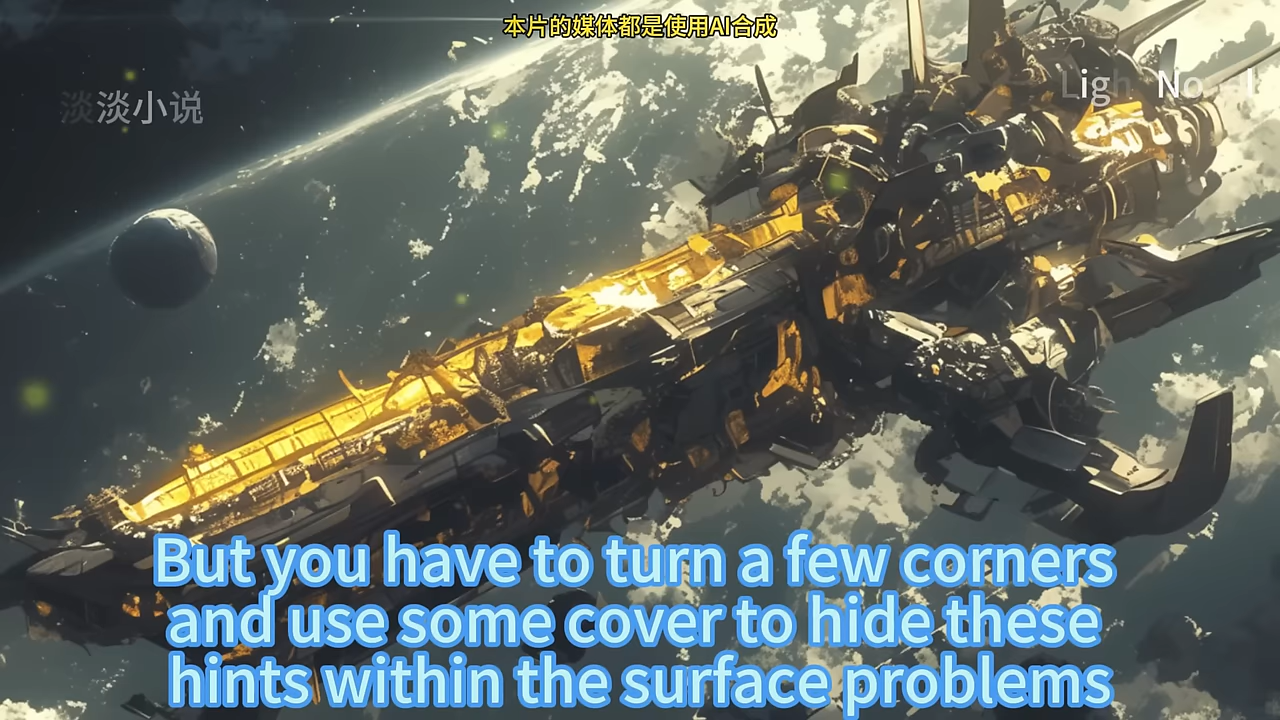 本片的媒体都是使用AI合成
淡淡小说
Ligh
But you have to turn a few corners
and use some cover to hide these
hints within the surface problems